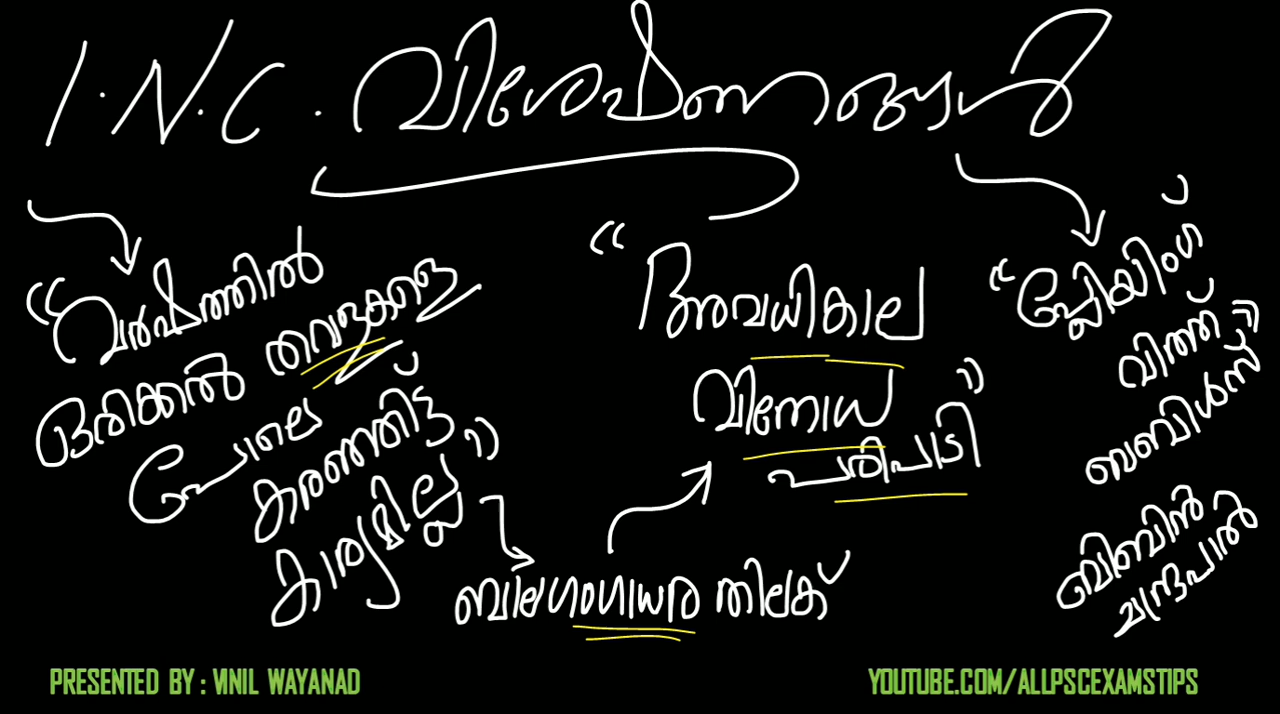 I.N.C. വിശേഷണങ്ങൾ
“വർഷത്തിൽ
ഒരിക്കൽ തവളകളെ
പോലെ
കരഞ്ഞിട്ട്
കാര്യമില്ല”
“അവധികാല
വിനോധ
പരിപാടി”
“പ്ലേയിംഗ്
വിത്ത്
ബബിൾസ്”
ബാലഗംഗാധര തിലക്
ബിബിൻ
ചന്ദ്രപാൽ
PRESENTED BY : VINIL WAYANAD
YOUTUBE.COM/ALLPSCEXAMSTIPS